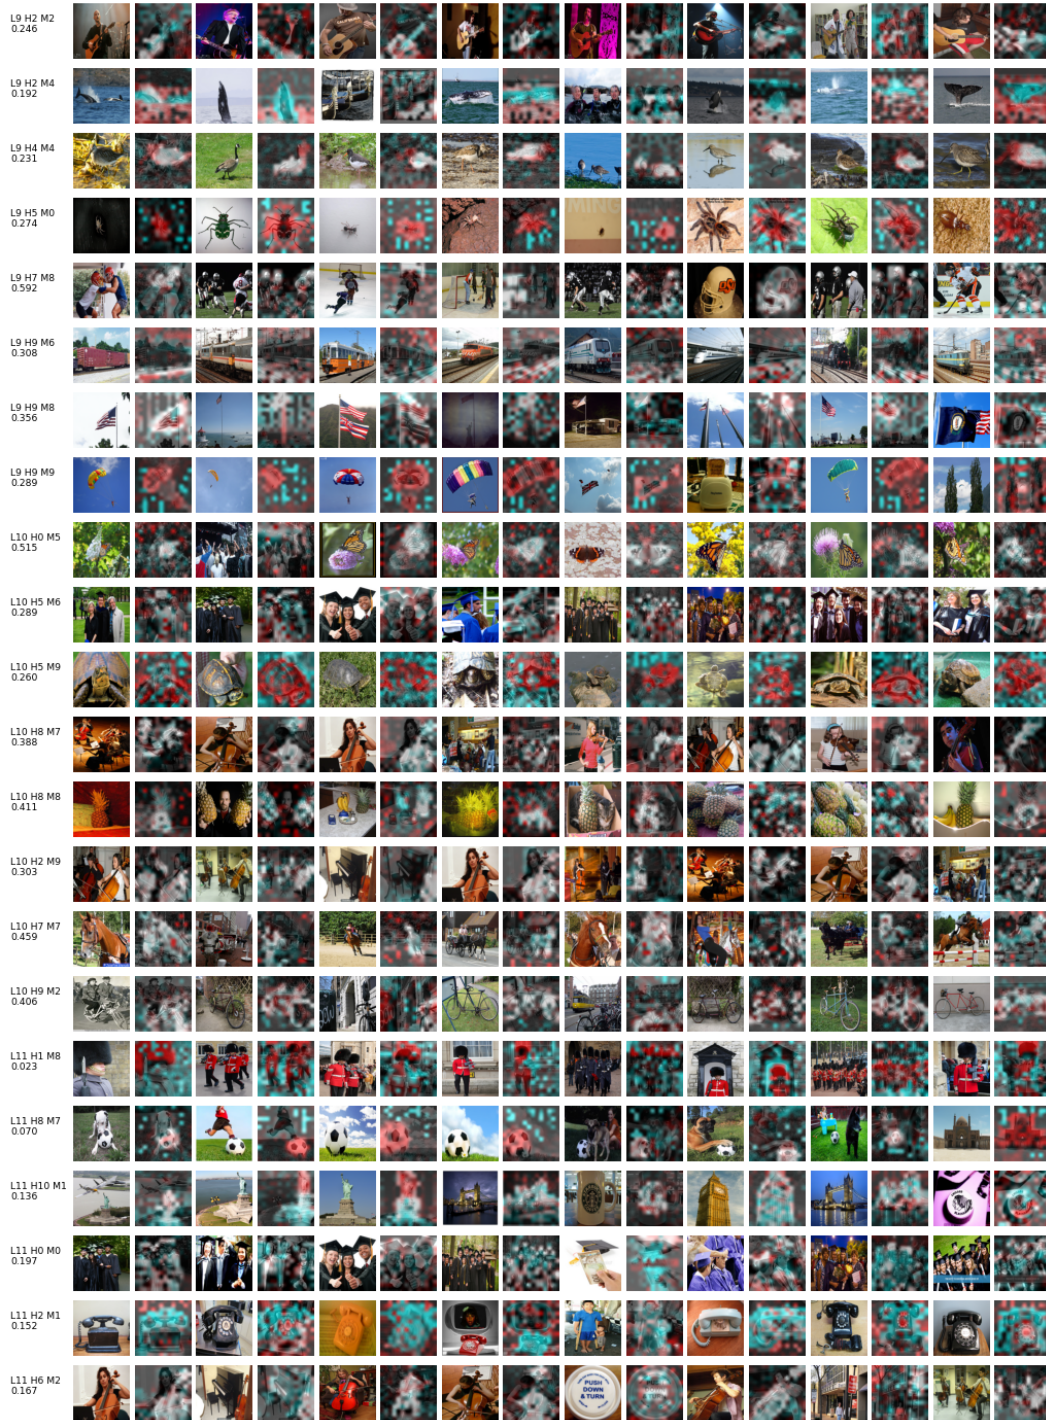 L9 H2 M2
0.246
L9 H2 M4
0.192
L9 H4 M4
0.231
L9 H5 M0
0.274
L9 H7 M8
0.592
L9 H9 M6
0.308
L9 H9 M8
0.356
L9 H9 M9
0.289
L10 H0 M5
0.515
L10 H5 M6
0.289
L10 H5 M9
0.260
L10 H8 M7
0.388
L10 H8 M8
0.411
L10 H2 M9
0.303
L10 H7 M7
0.459
L10 H9 M2
0.406
L11 H1 M8
0.023
L11 H8 M7
0.070
L11 H10 M1
0.136
L11 H0 M0
0.197
L11 H2 M1
0.152
L11 H6 M2
0.167
PUSH
DOWN
& TURN